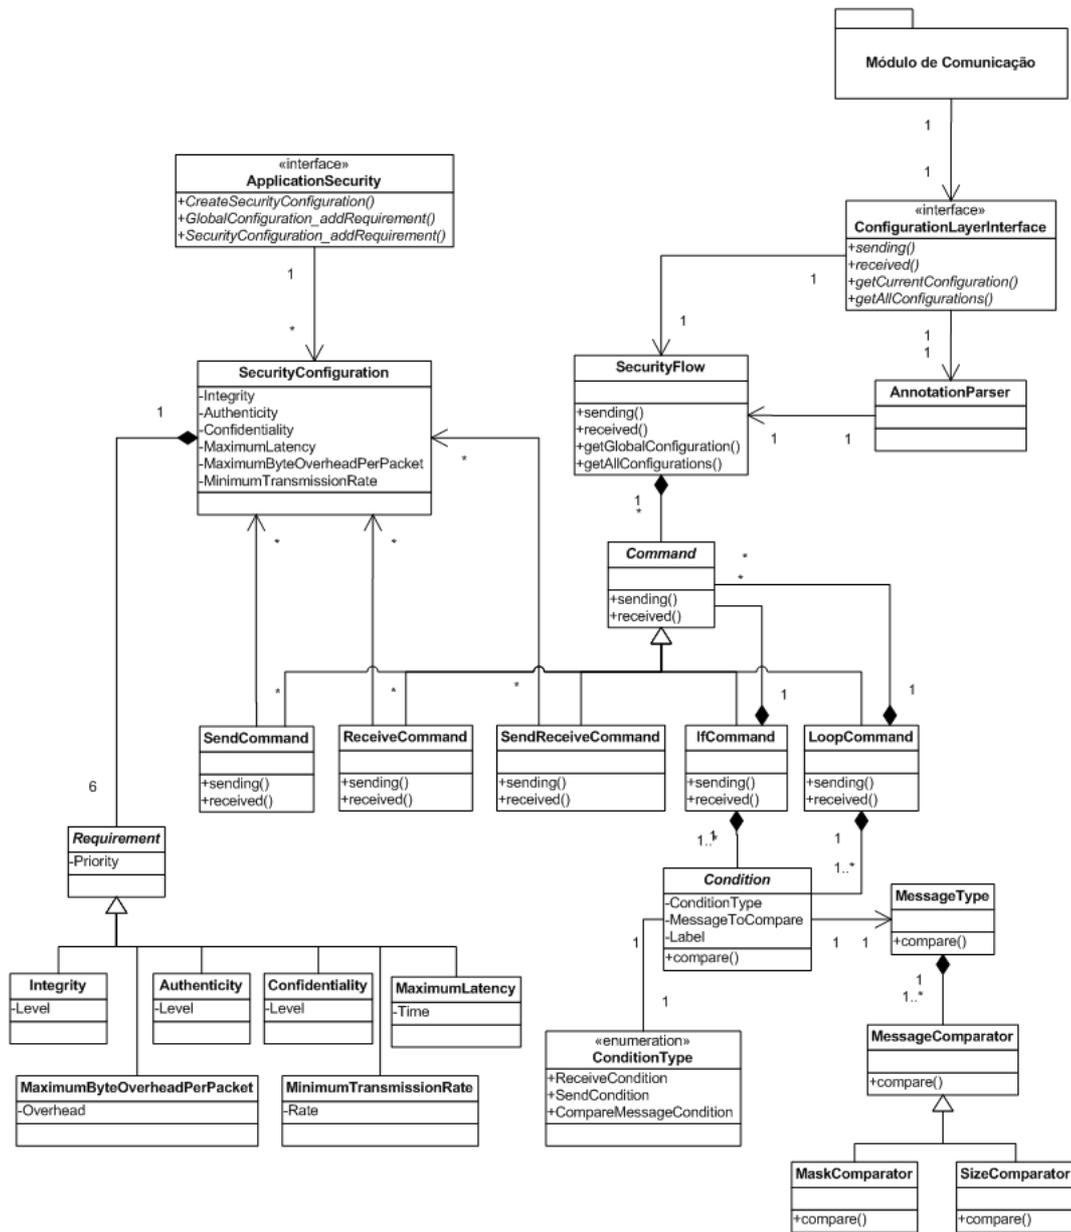 Módulo de Comunicação
1
1
«interface»
ApplicationSecurity
+CreateSecurityConfiguration()
+GlobalConfiguration_addRequirement()
+SecurityConfiguration_addRequirement()
«interface»
ConfigurationLayerInterface
+sending()
+received()
+getCurrentConfiguration()
+getAllConfigurations()
1
*
1
1
1
1
SecurityConfiguration
-Integrity
-Authenticity
-Confidentiality
-MaximumLatency
-MaximumByteOverheadPerPacket
-MinimumTransmissionRate
1
SecurityFlow
+sending()
+received()
+getGlobalConfiguration()
+getAllConfigurations()
AnnotationParser
1
1
*
1
*
*
*
Command
+sending()
+received()
*
*
*
*
*
1
1
SendCommand
+sending()
+received()
ReceiveCommand
+sending()
+received()
SendReceiveCommand
+sending()
+received()
IfCommand
+sending()
+received()
LoopCommand
+sending()
+received()
6
Requirement
-Priority
1
1..*
1
1..*
Condition
-ConditionType
-MessageToCompare
-Label
+compare()
MessageType
+compare()
1
1
1
1
1
1..*
Integrity
-Level
Authenticity
-Level
Confidentiality
-Level
MaximumLatency
-Time
MaximumByteOverheadPerPacket
-Overhead
MinimumTransmissionRate
-Rate
«enumeration»
ConditionType
+ReceiveCondition
+SendCondition
+CompareMessageCondition
MessageComparator
+compare()
MaskComparator
+compare()
SizeComparator
+compare()